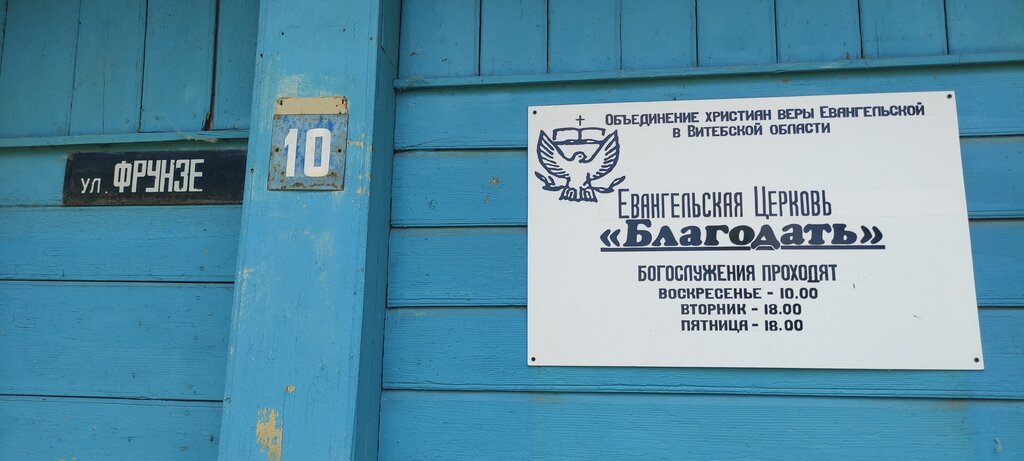 ул. ФРУНЗЕ
10
Объединение христиан веры Евангельской
в Витебской области
Евангельская Церковь
«Благодать»
БОГОСЛУЖЕНИЯ ПРОХОДЯТ
ВОСКРЕСЕНЬЕ - 10.00
ВТОРНИК - 18.00
ПЯТНИЦА - 18.00